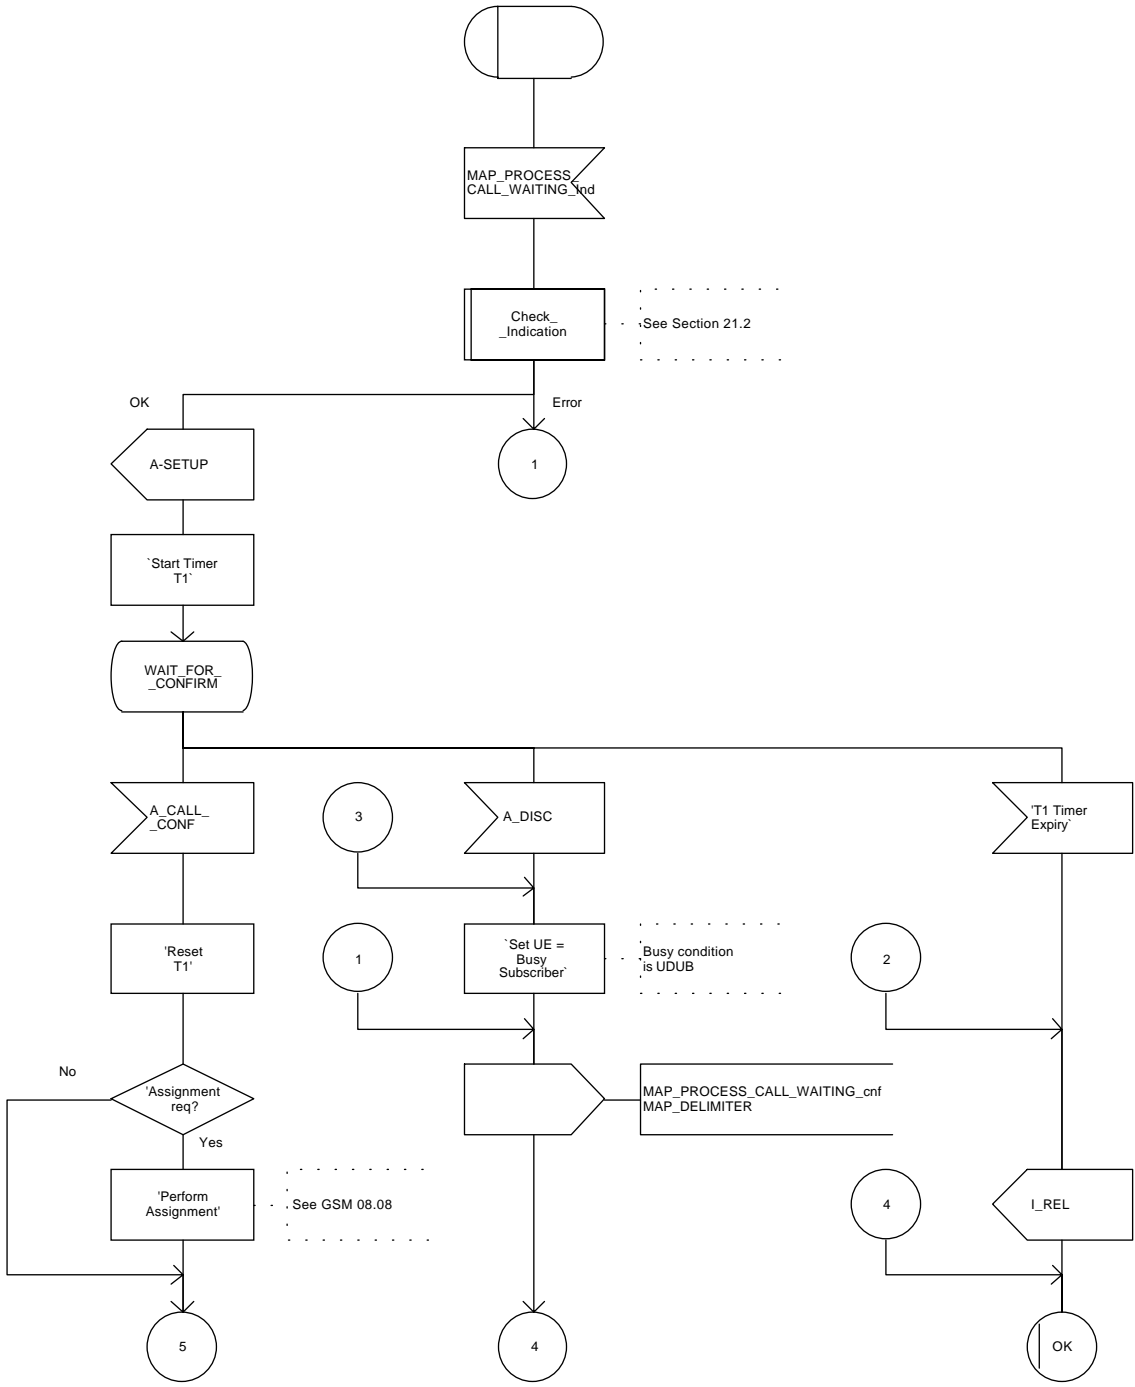 MAP_PROCESS_
CALL_WAITING_ind
Check_
_Indication
See Section 21.2
OK
Error
1
A-SETUP
`Start Timer
T1`
WAIT_FOR_
_CONFIRM
A_CALL_
_CONF
3
A_DISC
'T1 Timer
Expiry`
'Reset
T1'
1
`Set UE =
Busy
Subscriber`
Busy condition
is UDUB
2
No
'Assignment
req?
Yes
MAP_PROCESS_CALL_WAITING_cnf
MAP_DELIMITER
'Perform
Assignment'
See GSM 08.08
4
I_REL
5
4
OK